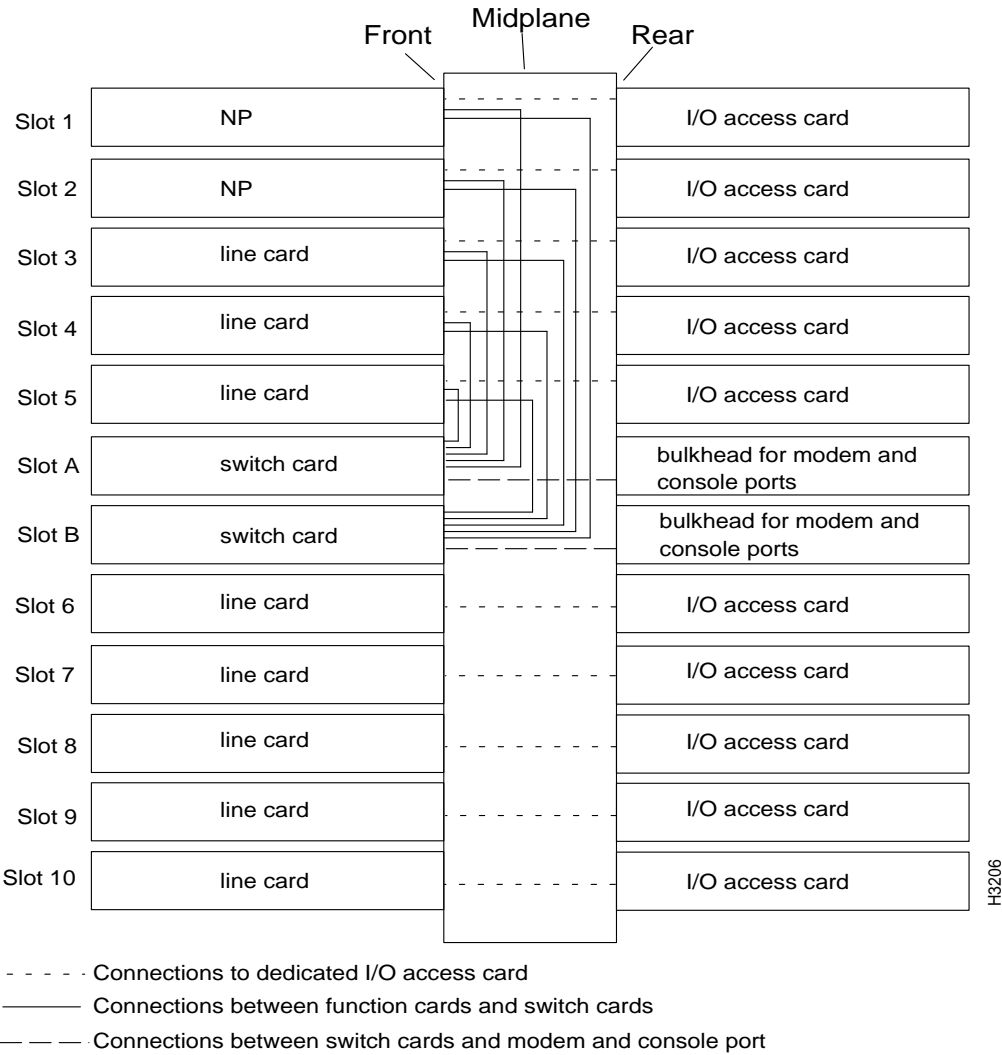 Midplane
Front
Rear
Slot 1
NP
I/O access card
Slot 2
NP
I/O access card
Slot 3
line card
I/O access card
Slot 4
line card
I/O access card
Slot 5
line card
I/O access card
Slot A
switch card
bulkhead for modem and
console ports
Slot B
switch card
bulkhead for modem and
console ports
Slot 6
line card
I/O access card
Slot 7
line card
I/O access card
Slot 8
line card
I/O access card
Slot 9
line card
I/O access card
Slot 10
line card
I/O access card
H3206
Connections to dedicated I/O access card
Connections between function cards and switch cards
Connections between switch cards and modem and console port